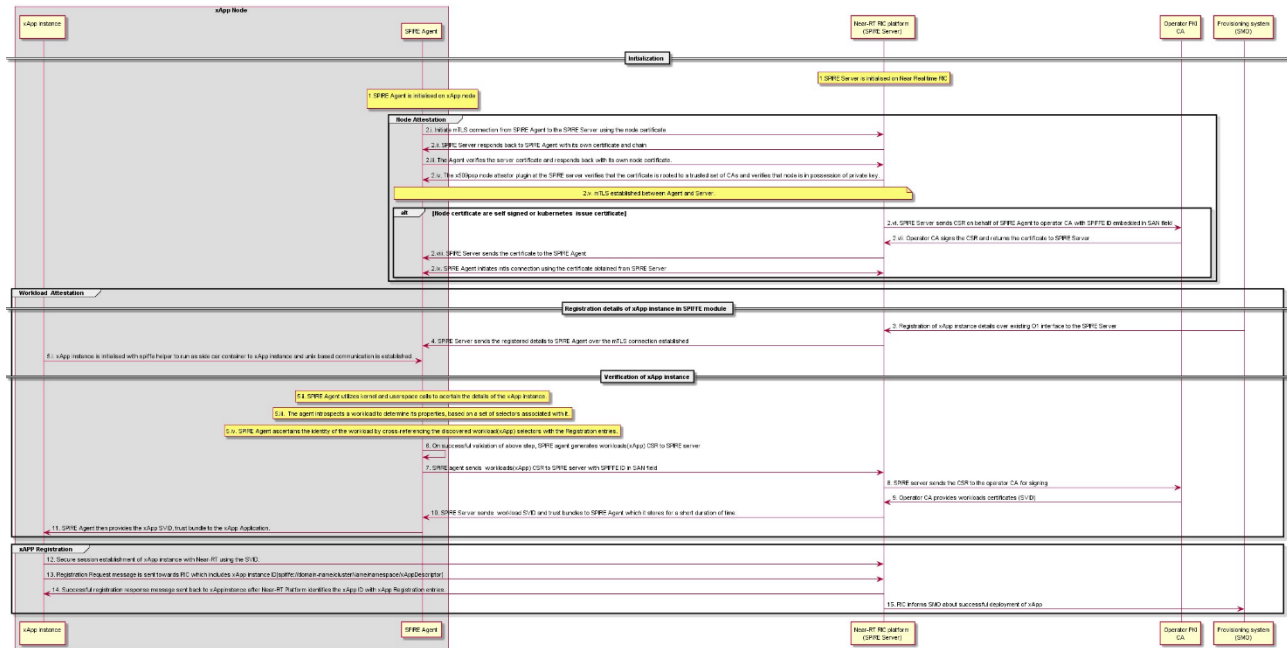 xApp Node
xApp instance
SPIRE Agent
Near-RT RIC platform
(SPIRE Server)
Operator PKI
CA
Provisioning system
(SMO)
Initialization
1.SPIRE Server is initialised on Near Real time RIC
1.SPIRE Agent is initialised on xApp node
Node Attestation
2.i. Initiate mTLS connection from SPIRE Agent to the SPIRE Server using the node certificate
2.ii. SPIRE Server responds back to SPIRE Agent with its own certificate and chain
2.iii. The Agent verifies the server certificate and responds back with its own node certificate.
2.iv. The x509pop node attestor plugin at the SPIRE server verifies that the certificate is rooted to a trusted set of CAs and verifies that node is in possession of private key.
2.v. mTLS established between Agent and Server.
alt [Node certificate are self signed or kubernetes issue certificate]
2.vi. SPIRE Server sends CSR on behalf of SPIRE Agent to operator CA with SPIFFE ID embedded in SAN field
2.vii. Operator CA signs the CSR and returns the certificate to SPIRE Server
2.viii. SPIRE Server sends the certificate to the SPIRE Agent
2.ix. SPIRE Agent initiates mtls connection using the certificate obtained from SPIRE Server
Workload Attestation
Registration details of xApp instance in SPIFFE module
3. Registration of xApp instance details over existing O1 interface to the SPIRE Server
4. SPIRE Server sends the registered details to SPIRE Agent over the mTLS connection established
5.i. xApp instance is initialised with spiffe helper to run as side car container to xApp instance and unix based communication is established
Verification of xApp instance
5.ii. SPIRE Agent utilizes kernel and userspace calls to acertain the details of the xApp instance.
5.iii. The agent introspects a workload to determine its properties, based on a set of selectors associated with it.
5.iv. SPIRE Agent ascertains the identity of the workload by cross-referencing the discovered workload(xApp) selectors with the Registration entries.
6. On successful validation of above step, SPIRE agent generates workloads(xApp) CSR to SPIRE server
7. SPIRE agent sends workloads(xApp) CSR to SPIRE server with SPIFFE ID in SAN field
8. SPIRE server sends the CSR to the operator CA for signing
9. Operator CA provides workloads certificates (SVID)
10. SPIRE Server sends workload SVID and trust bundles to SPIRE Agent which it stores for a short duration of time.
11. SPIRE Agent then provides the xApp SVID, trust bundle to the xApp Application.
xAPP Registration
12. Secure session establishment of xApp instance with Near-RT using the SVID.
13. Registration Request message is sent towards RIC which includes xApp instance ID(spiffe://domain-name/clusterName/namespace/xAppDescriptor)
14. Successful registration response message sent back to xAppinstance after Near-RT Platform identifies the xApp ID with xApp Registration entries.
15. RIC informs SMO about successful deployment of xApp
xApp instance
SPIRE Agent
Near-RT RIC platform
(SPIRE Server)
Operator PKI
CA
Provisioning system
(SMO)